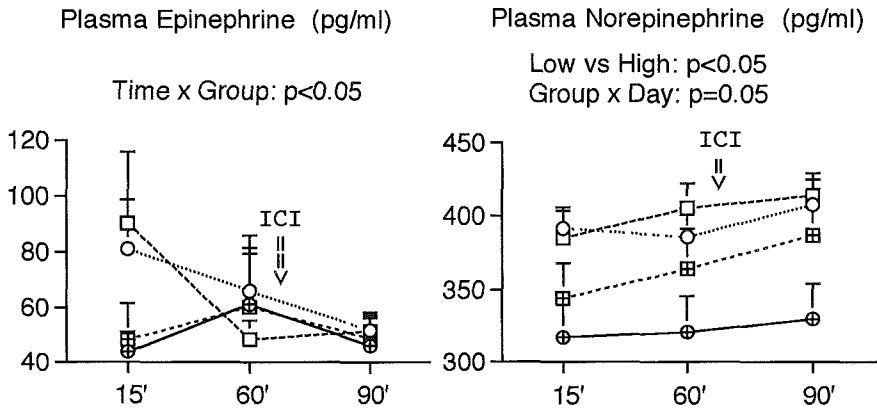 Plasma Epinephrine (pg/ml)
Time x Group: p<0.05
120
100
80
60
40
ICI
15'
60'
90'
Plasma Norepinephrine (pg/ml)
Low vs High: p<0.05
Group x Day: p=0.05
450
400
350
300
ICI
15'
60'
90'